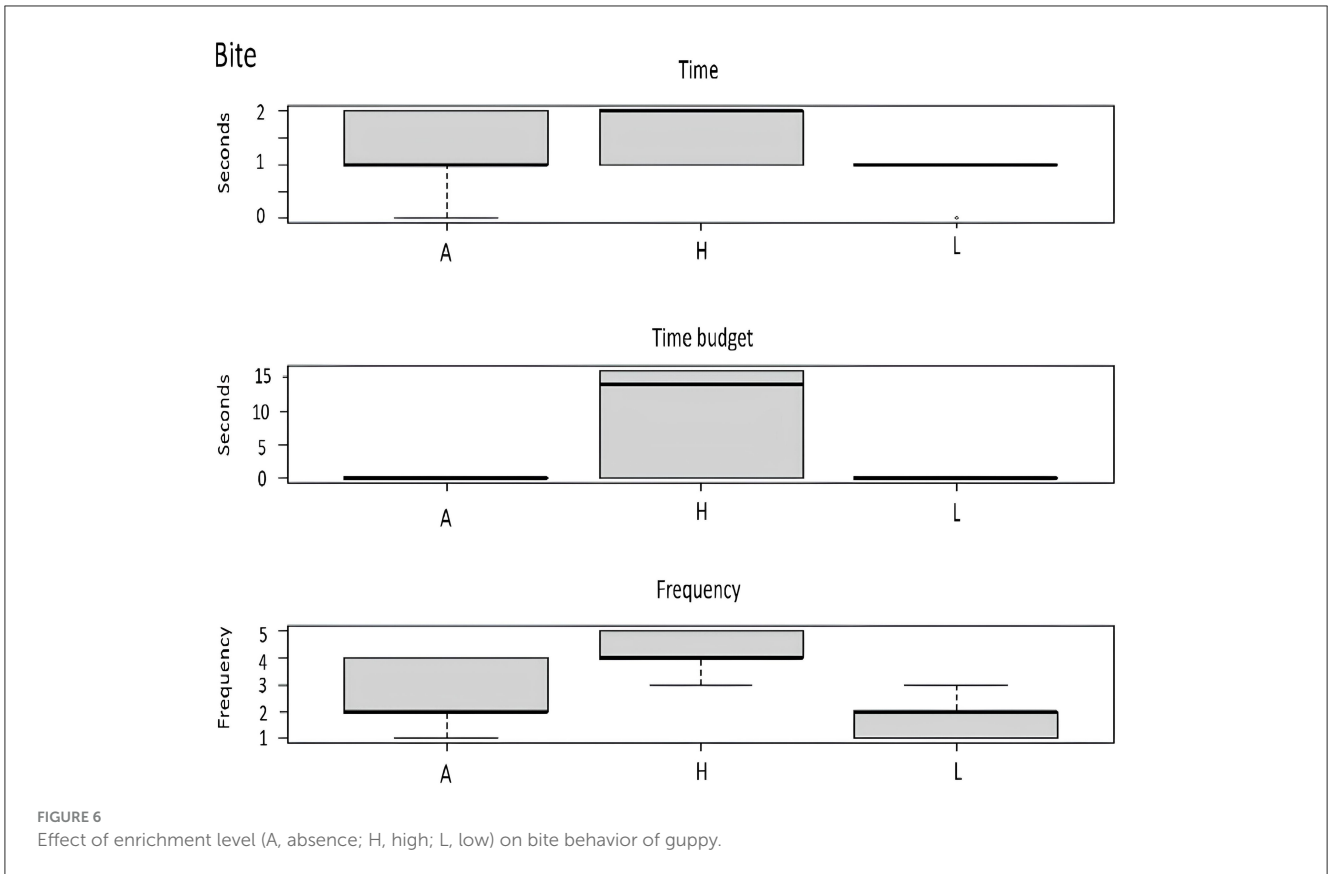 Bite
Time
Seconds
2
1
0
A H L
Time budget
Seconds
15
10
5
0
A H L
Frequency
Frequency
5
4
3
2
1
A H L
FIGURE 6
Effect of enrichment level (A, absence; H, high; L, low) on bite behavior of guppy.